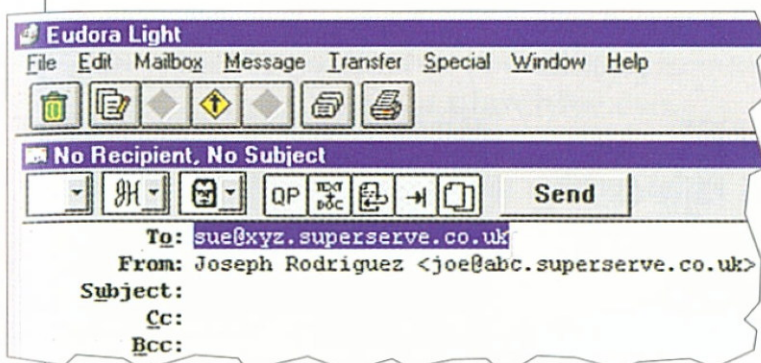 Eudora Light
File Edit Mailbox Message Transfer Special Window Help
No Recipient, No Subject
QP TEXT DOC Send
To: sue@xyz.superserve.co.uk
From: Joseph Rodriguez <joe@abc.superserve.co.uk>
Subject:
Cc:
Bcc: